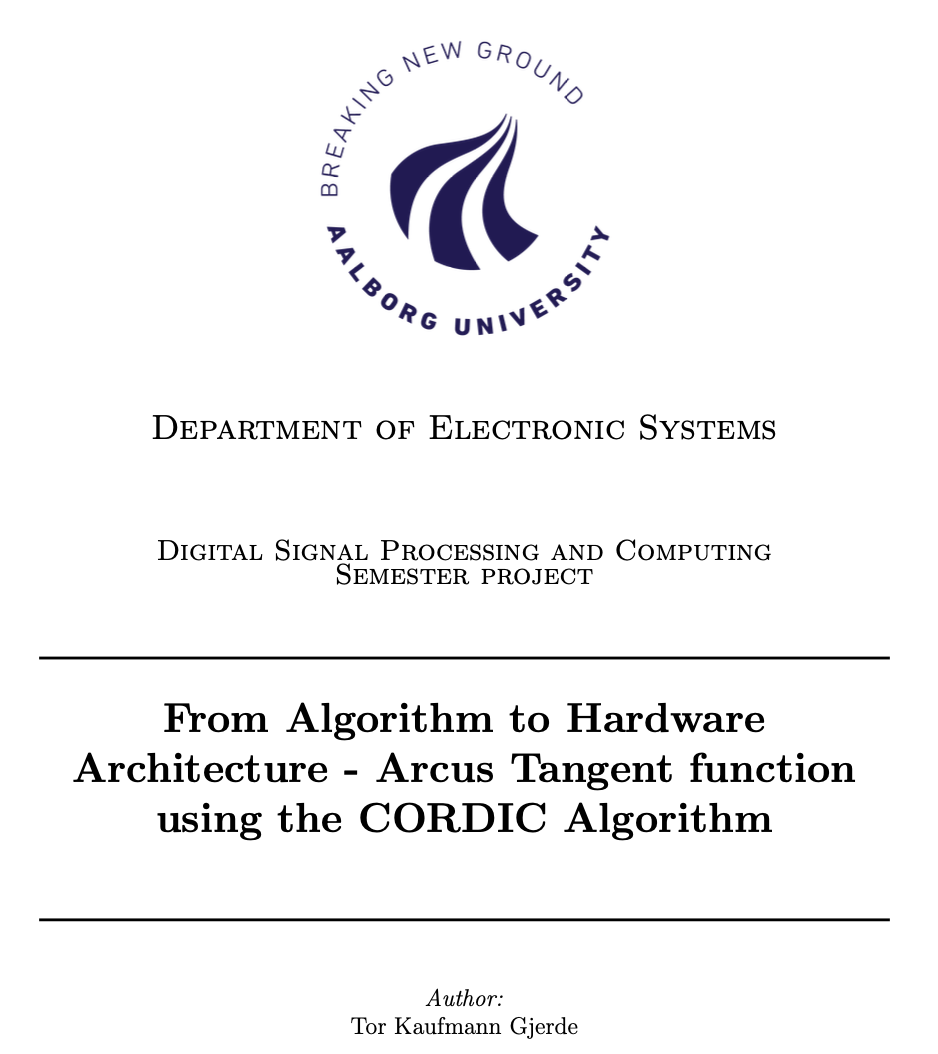 BREAKING NEW GROUND
AALBORG UNIVERSITY
Department of Electronic Systems
Digital Signal Processing and Computing
Semester project
From Algorithm to Hardware
Architecture - Arcus Tangent function
using the CORDIC Algorithm
Author:
Tor Kaufmann Gjerde